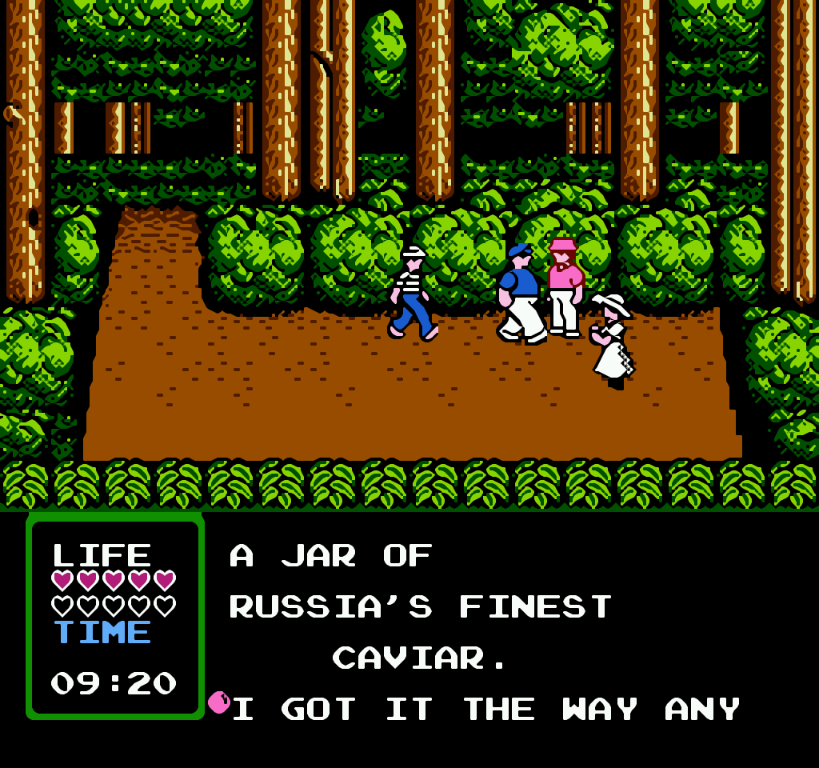 LIFE
TIME
09:20
A JAR OF
RUSSIA'S FINEST
CAVIAR.
I GOT IT THE WAY ANY